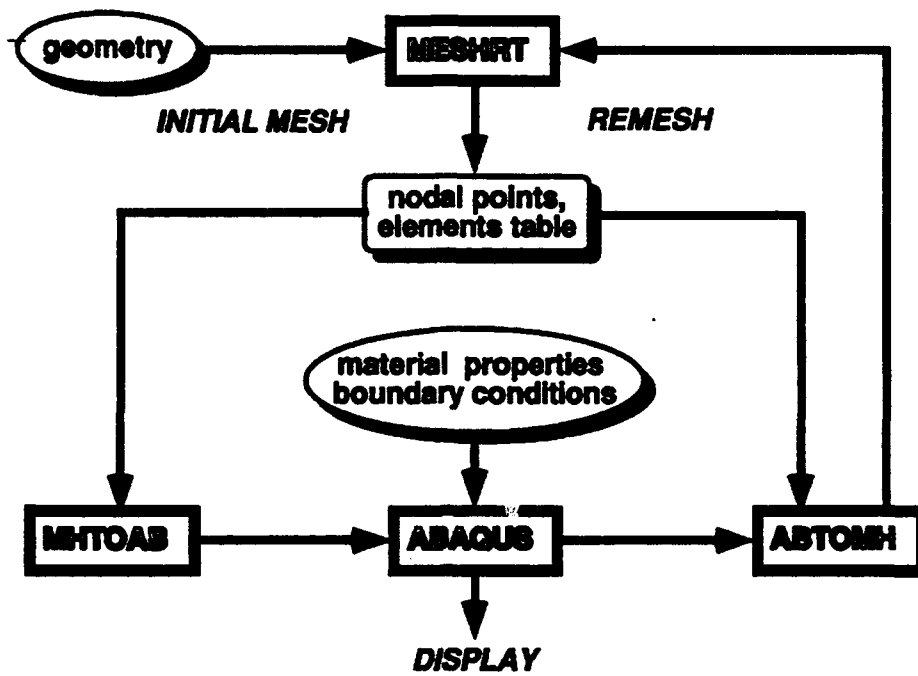 geometry
MESHRT
INITIAL MESH
REMESH
nodal points,
elements table
material properties
boundary conditions
MHTOAB
ABAQUS
ABTOMH
DISPLAY